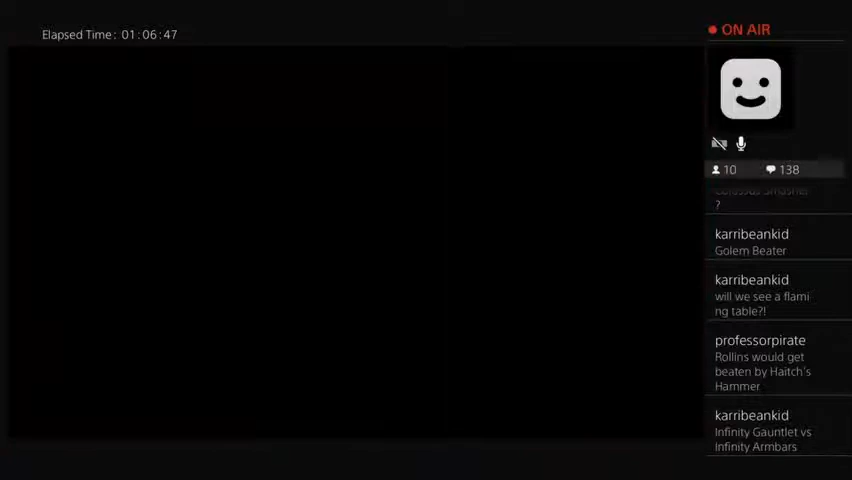 Elapsed Time: 01:06:47
ON AIR
10 138
?
karribeankid
Golem Beater
karribeankid
will we see a flami
ng table?!
professorpirate
Rollins would get
beaten by Haitch's
Hammer
karribeankid
Infinity Gauntlet vs
Infinity Armbars